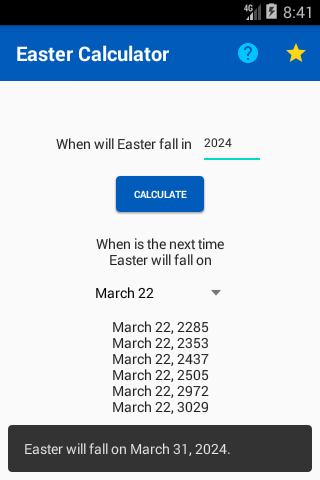 4G 8:41
Easter Calculator
When will Easter fall in 2024
CALCULATE
When is the next time
Easter will fall on
March 22
March 22, 2285
March 22, 2353
March 22, 2437
March 22, 2505
March 22, 2972
March 22, 3029
Easter will fall on March 31, 2024.